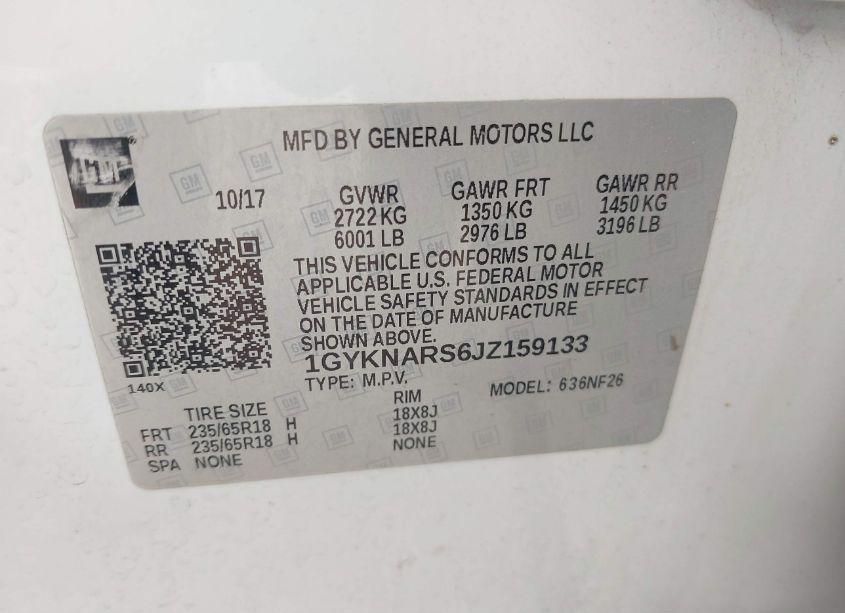 MFD BY GENERAL MOTORS LLC
10/17
GVWR GAWR FRT GAWR RR
2722 KG 1350 KG 1450 KG
6001 LB 2976 LB 3196 LB
THIS VEHICLE CONFORMS TO ALL
APPLICABLE U.S. FEDERAL MOTOR
VEHICLE SAFETY STANDARDS IN EFFECT
ON THE DATE OF MANUFACTURE
SHOWN ABOVE.
1GYKNARS6JZ159133
140X
TYPE: M.P.V. MODEL: 636NF26
TIRE SIZE RIM
FRT 235/65R18 H 18X8J
RR 235/65R18 H 18X8J
SPA NONE NONE